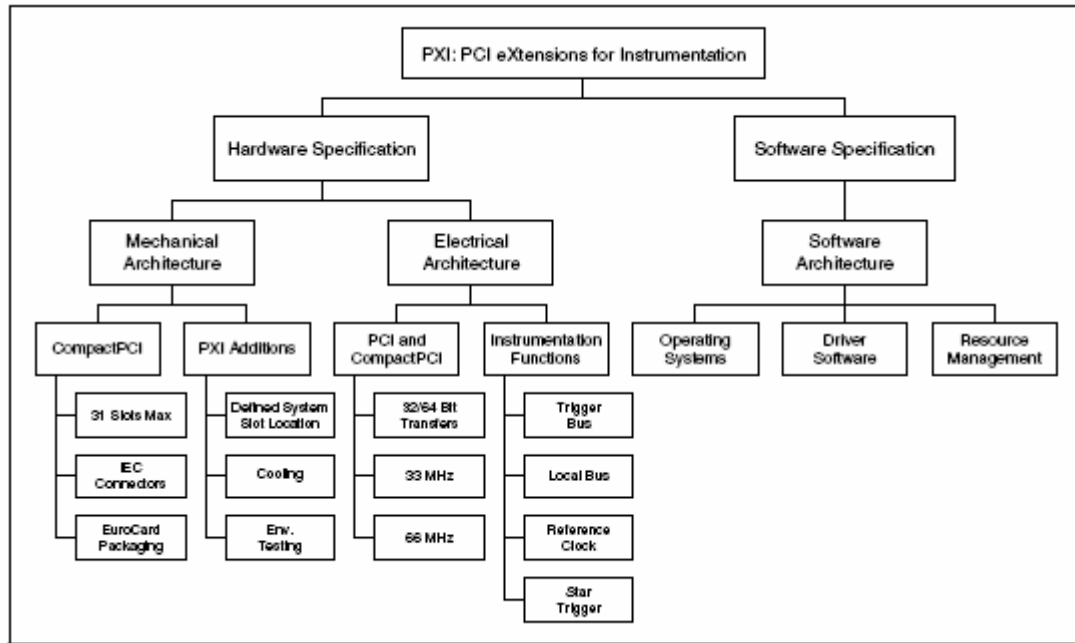 PXI: PCI eXtensions for Instrumentation
Hardware Specification
Software Specification
Mechanical
Architecture
Electrical
Architecture
Software
Architecture
CompactPCI
PXI Additions
PCI and
CompactPCI
Instrumentation
Functions
Operating
Systems
Driver
Software
Resource
Management
31 Slots Max
IEC
Connectors
EuroCard
Packaging
Defined System
Slot Location
Cooling
Env.
Testing
32/64 Bit
Transfers
33 MHz
66 MHz
Trigger
Bus
Local Bus
Reference
Clock
Star
Trigger